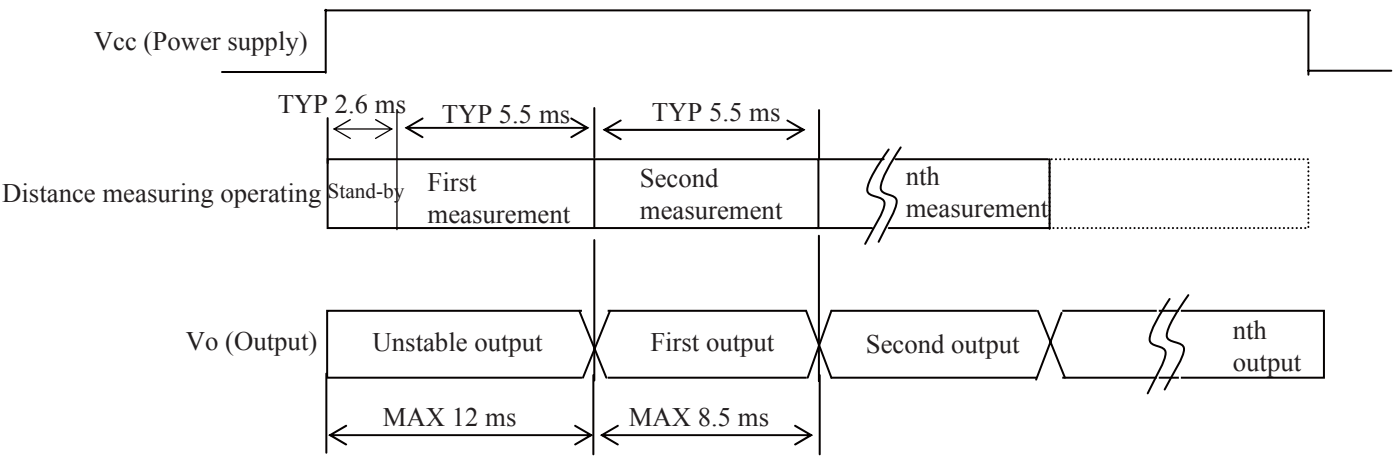 Vcc (Power supply)
TYP 2.6 ms
TYP 5.5 ms
TYP 5.5 ms
Distance measuring operating
Stand-by
First
measurement
Second
measurement
nth
measurement
Vo (Output)
Unstable output
First output
Second output
nth
output
MAX 12 ms
MAX 8.5 ms